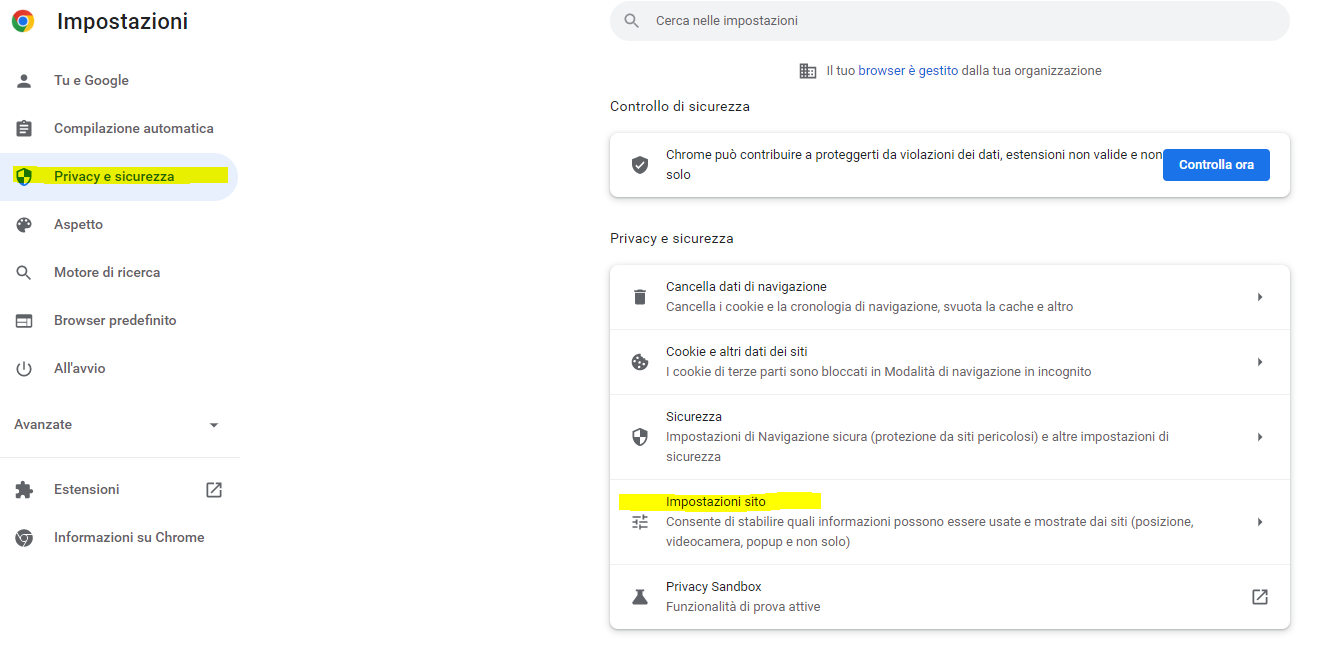 Impostazioni
Cerca nelle impostazioni
Tu e Google
Compilazione automatica
Privacy e sicurezza
Aspetto
Motore di ricerca
Browser predefinito
All'avvio
Avanzate
Estensioni
Informazioni su Chrome
Il tuo browser è gestito dalla tua organizzazione
Controllo di sicurezza
Chrome può contribuire a proteggerti da violazioni dei dati, estensioni non valide e non
solo
Controlla ora
Privacy e sicurezza
Cancella dati di navigazione
Cancella i cookie e la cronologia di navigazione, svuota la cache e altro
Cookie e altri dati dei siti
I cookie di terze parti sono bloccati in Modalità di navigazione in incognito
Sicurezza
Impostazioni di Navigazione sicura (protezione da siti pericolosi) e altre impostazioni di
sicurezza
Impostazioni sito
Consente di stabilire quali informazioni possono essere usate e mostrate dai siti (posizione,
videocamera, popup e non solo)
Privacy Sandbox
Funzionalità di prova attive